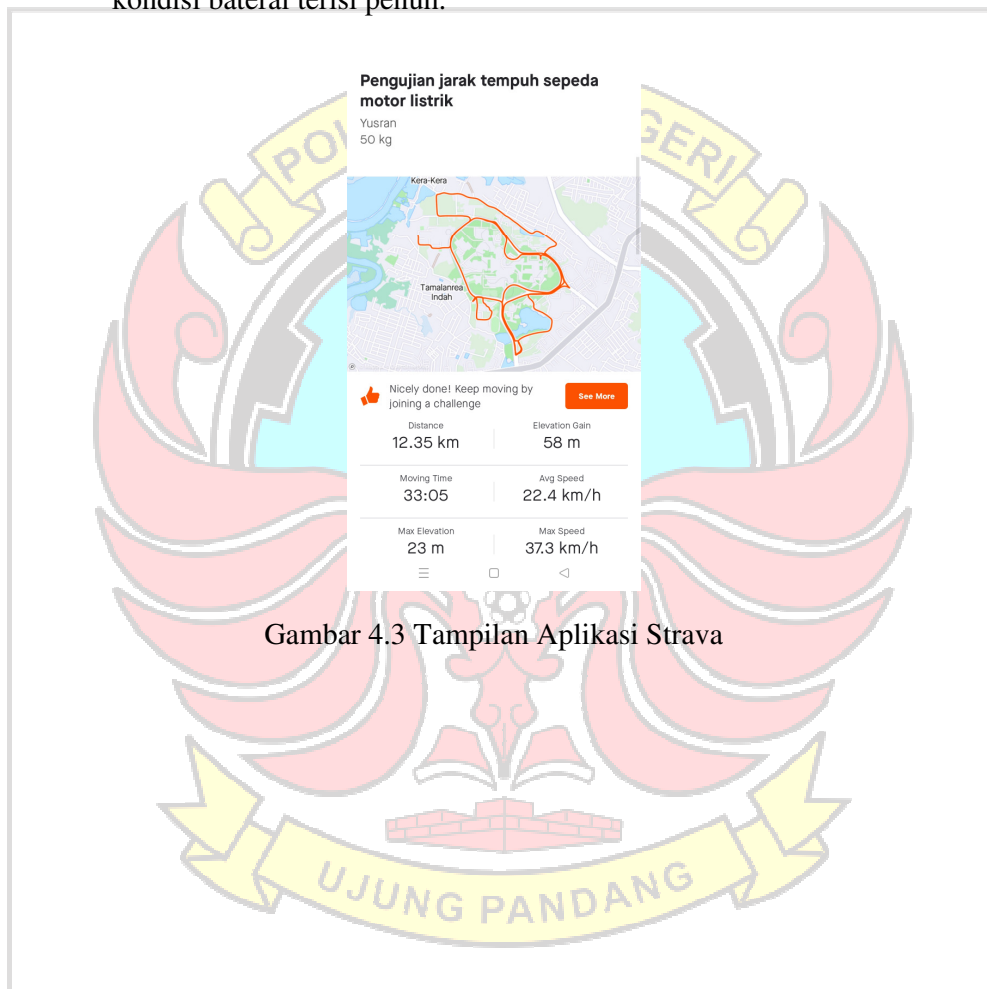 kondisi baterai terisi penuh.
Pengujian jarak tempuh sepeda
motor listrik
Yusran
50 kg
Kera-Kera
Tamalanrea
Indah
Nicely done! Keep moving by
joining a challenge
See More
Distance
12.35 km
Elevation Gain
58 m
Moving Time
33:05
Avg Speed
22.4 km/h
Max Elevation
23 m
Max Speed
37.3 km/h
Gambar 4.3 Tampilan Aplikasi Strava
UJUNG PANDANG